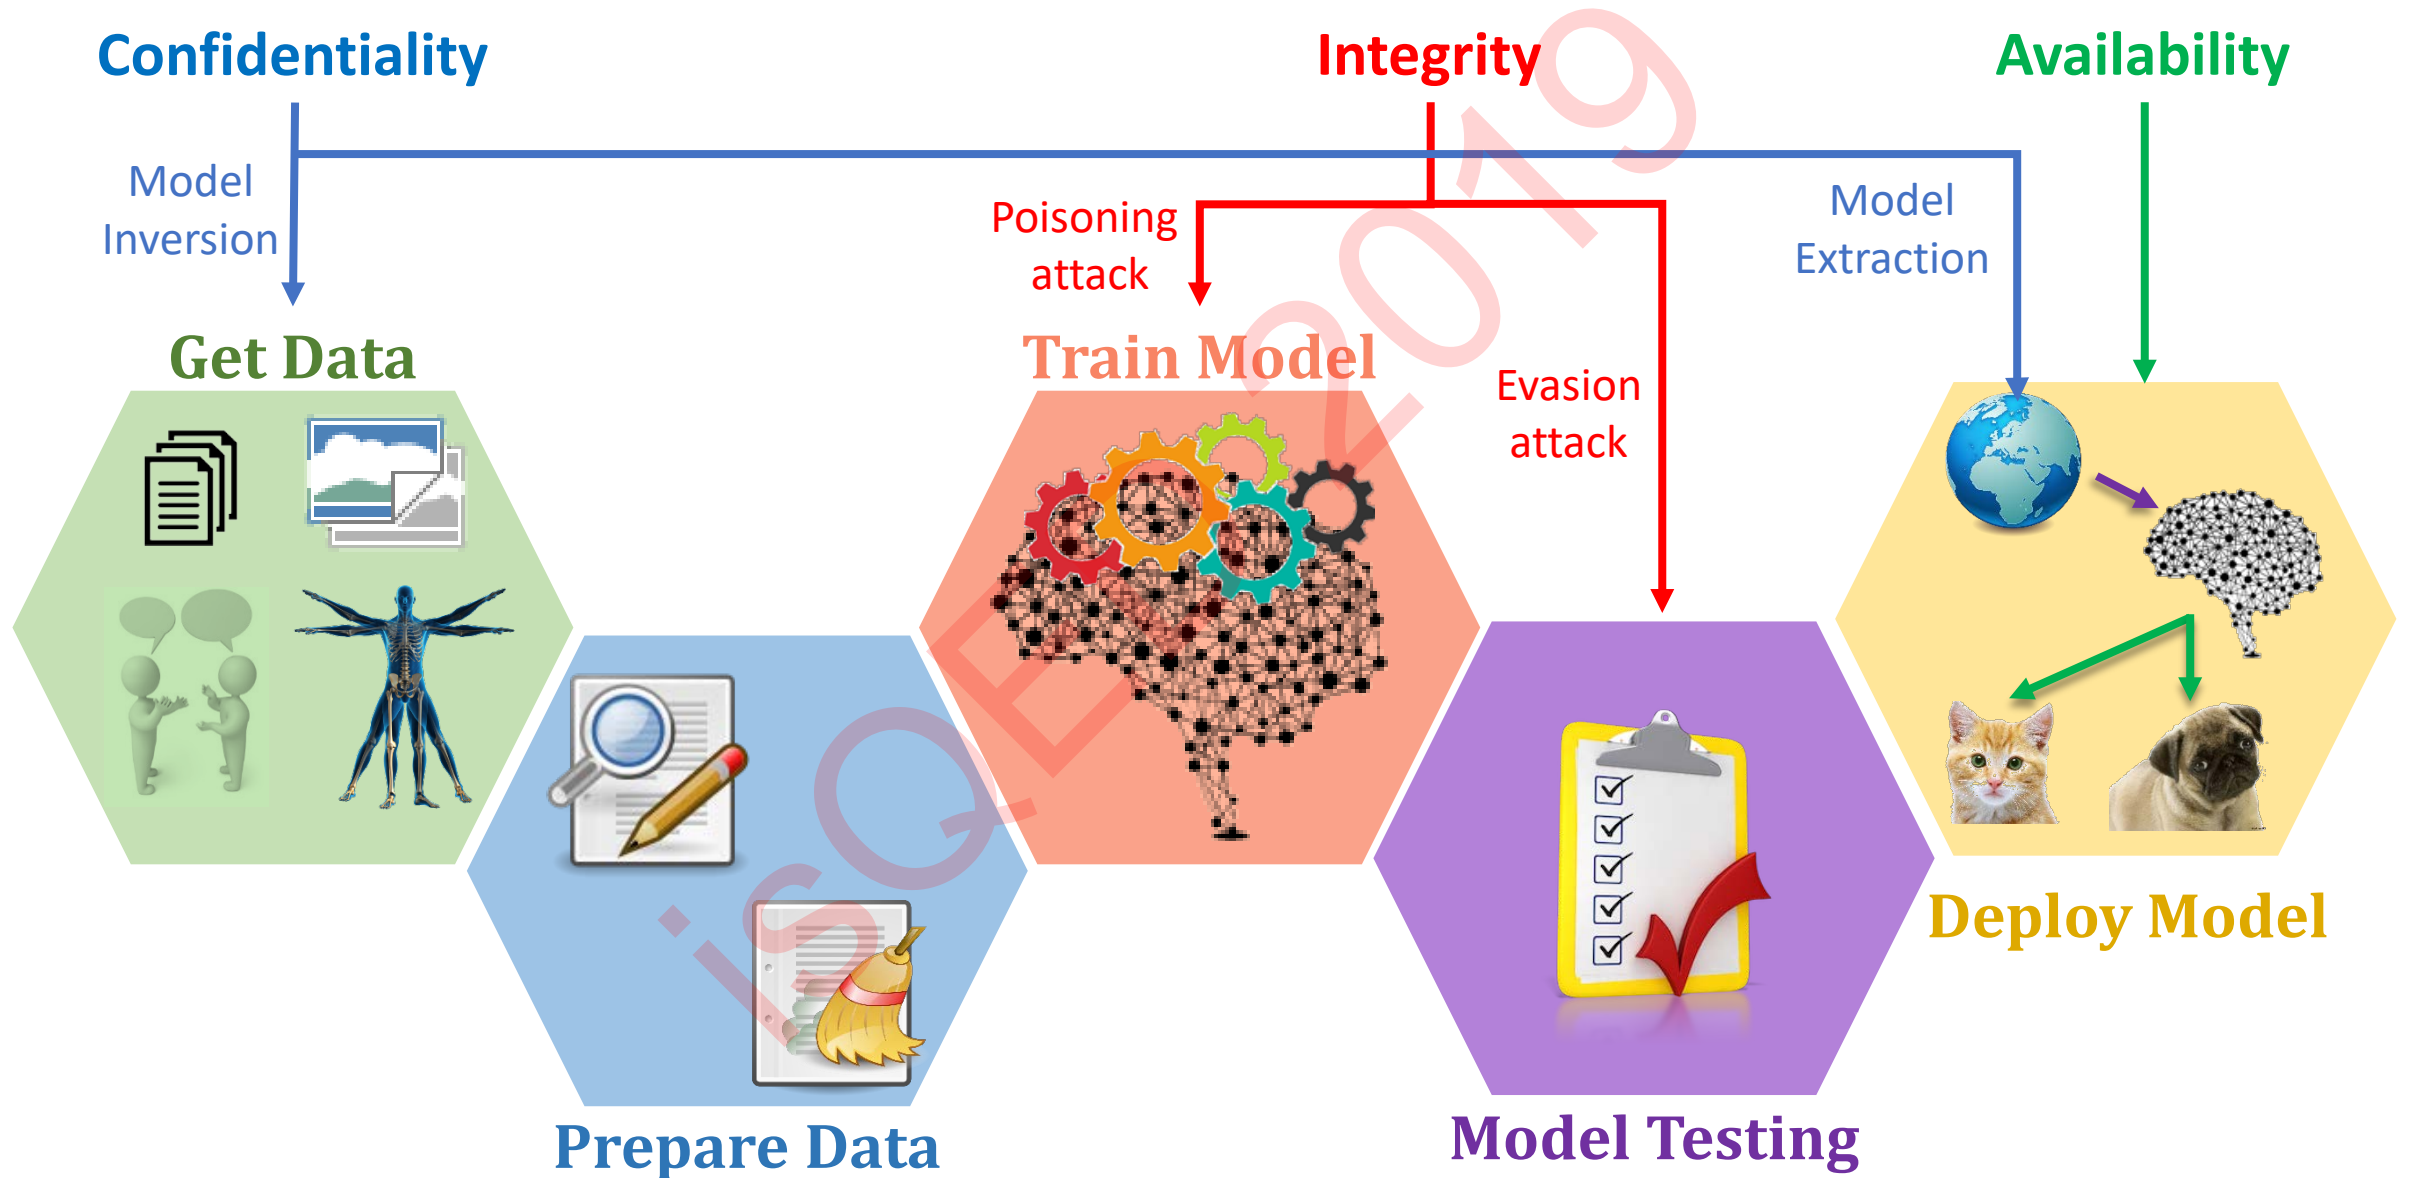 Confidentiality
Integrity
Availability
Model
Inversion
Poisoning
attack
Model
Extraction
Get Data
Train Model
Evasion
attack
Deploy Model
Prepare Data
Model Testing
isQED 2019